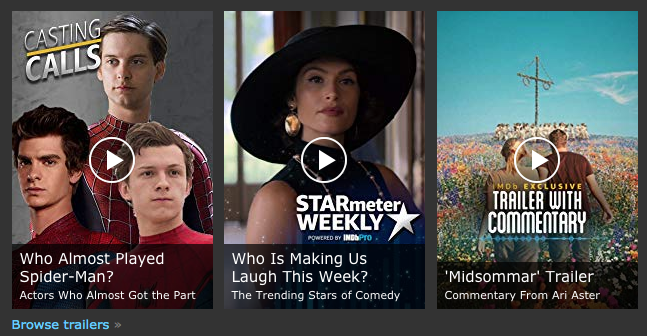 CASTING
CALLS
Who Almost Played
Spider-Man?
Actors Who Almost Got the Part
STARmeter
WEEKLY
POWERED BY IMDbPro
Who Is Making Us
Laugh This Week?
The Trending Stars of Comedy
IMDb EXCLUSIVE
TRAILER WITH
COMMENTARY
'Midsommar' Trailer
Commentary From Ari Aster
Browse trailers »